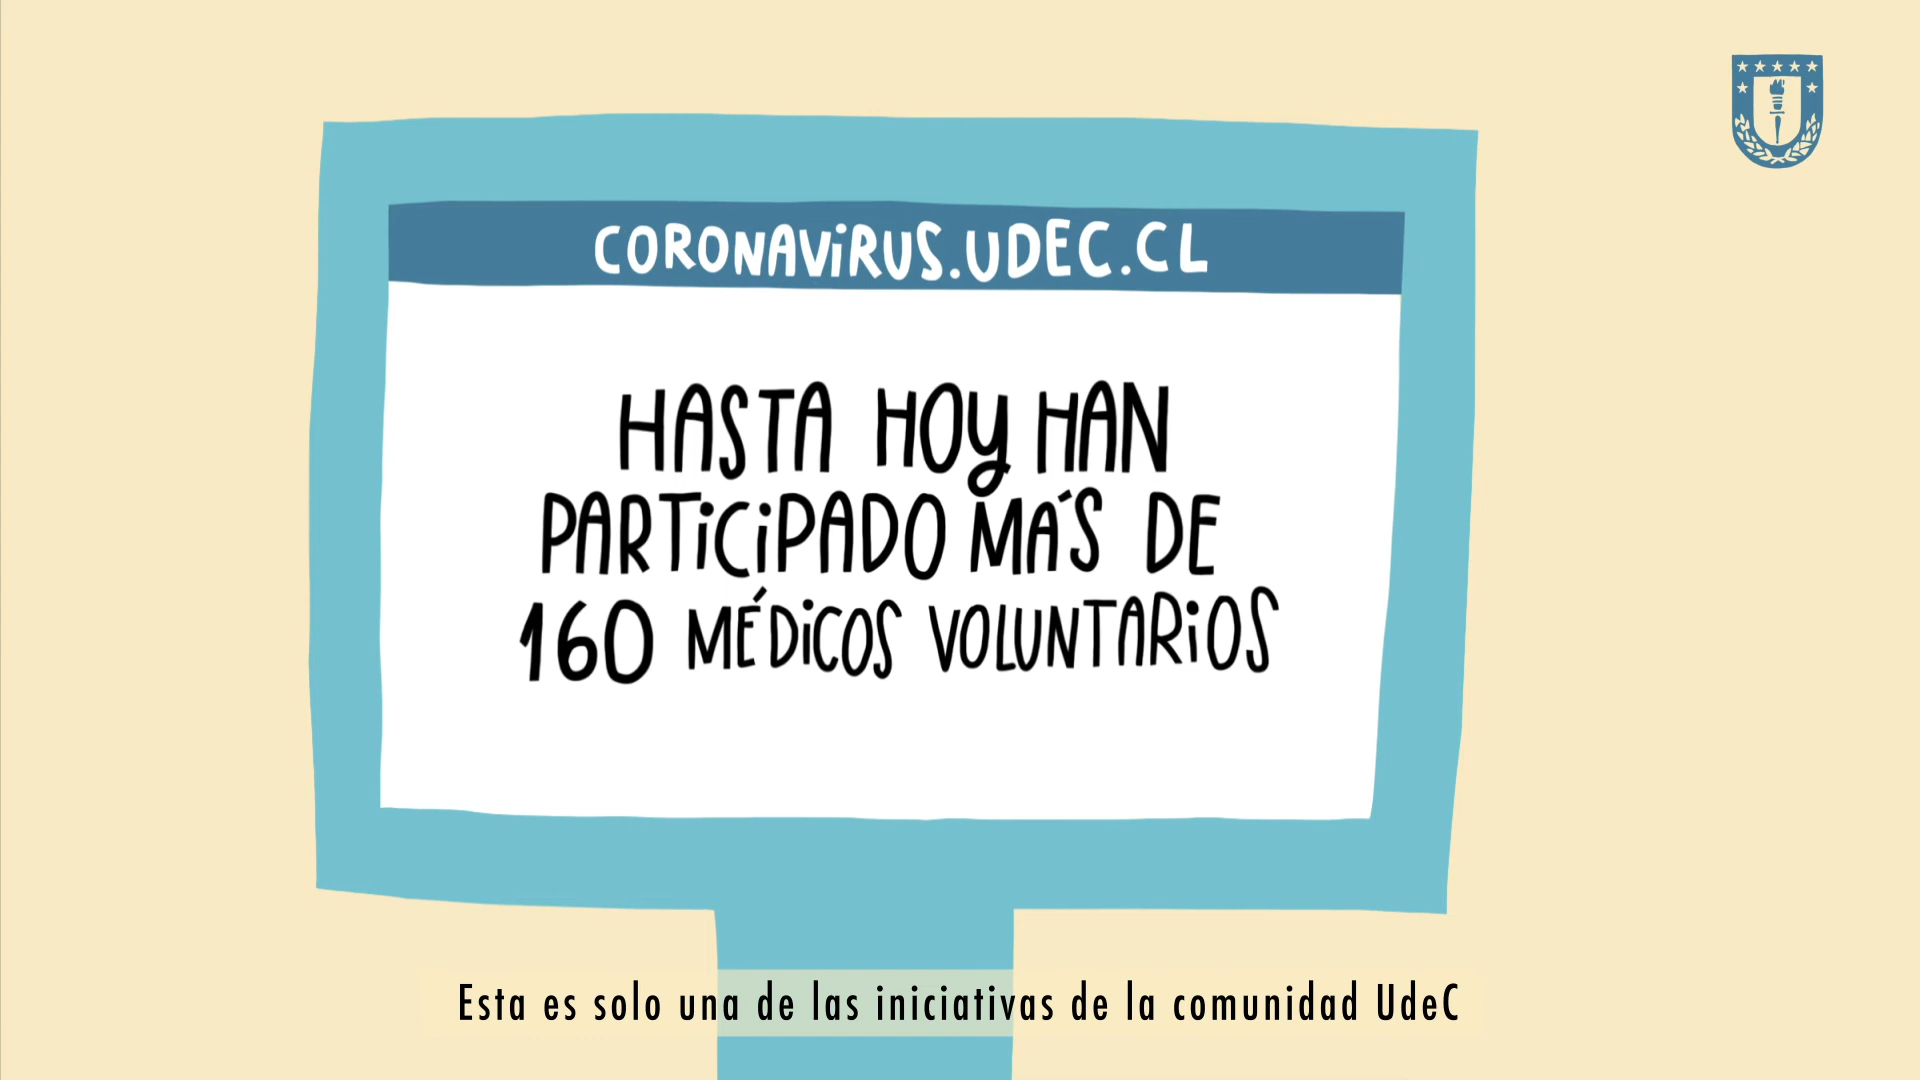 CORONAVIRUS.UDEC.CL
HASTA HOY HAN
PARTICIPADO MÁS DE
160 MÉDICOS VOLUNTARIOS
Esta es solo una de las iniciativas de la comunidad UdeC